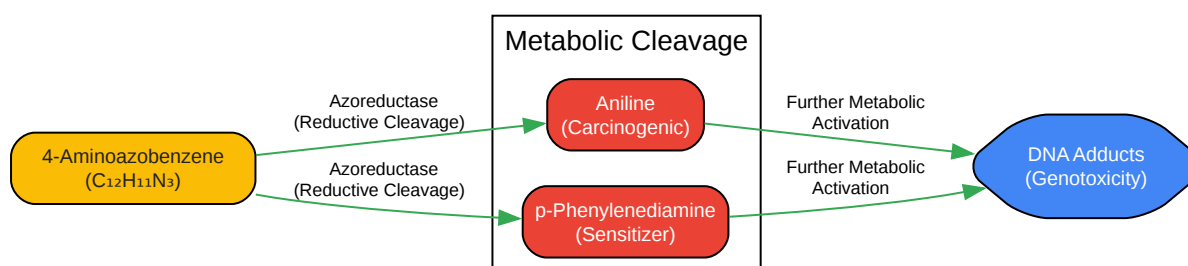 Metabolic Cleavage
4-Aminoazobenzene
(C₁₂H₁₁N₃)
Azoreductase
(Reductive Cleavage)
Aniline
(Carcinogenic)
Further Metabolic
Activation
Azoreductase
(Reductive Cleavage)
p-Phenylenediamine
(Sensitizer)
Further Metabolic
Activation
DNA Adducts
(Genotoxicity)